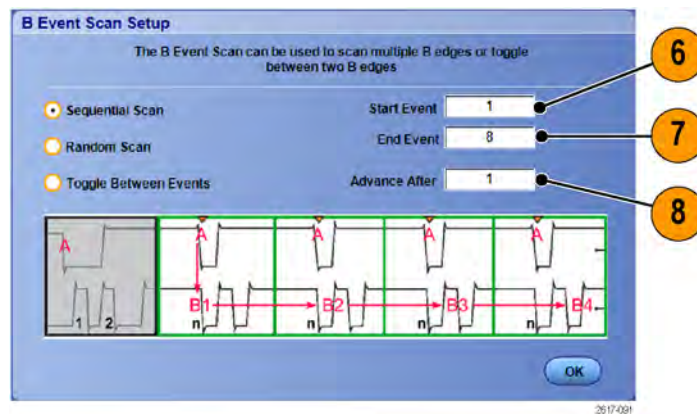 B Event Scan Setup
The B Event Scan can be used to scan multiple B edges or toggle
between two B edges
Sequential Scan
Random Scan
Toggle Between Events
Start Event 1
End Event 8
Advance After 1
6
7
8
A A A A A
B1 B2 B3 B4
1 2 n n n n
OK
2617-091